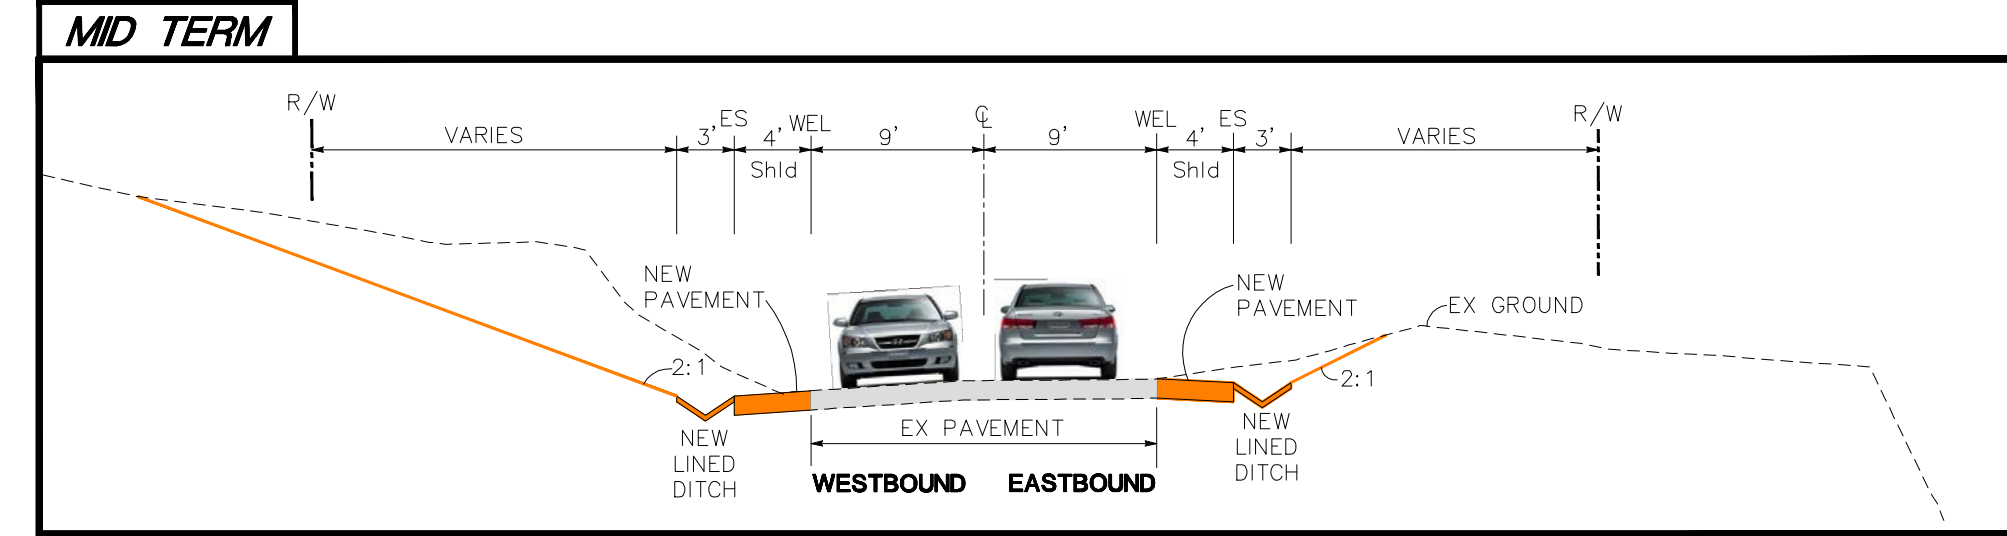 MID TERM
R/W
VARIES
3'
ES
4'
WEL
9'
℄
9'
WEL
4'
ES
3'
VARIES
R/W
Shld
Shld
NEW
PAVEMENT
NEW
PAVEMENT
EX GROUND
2:1
2:1
EX PAVEMENT
NEW
LINED
DITCH
NEW
LINED
DITCH
WESTBOUND
EASTBOUND